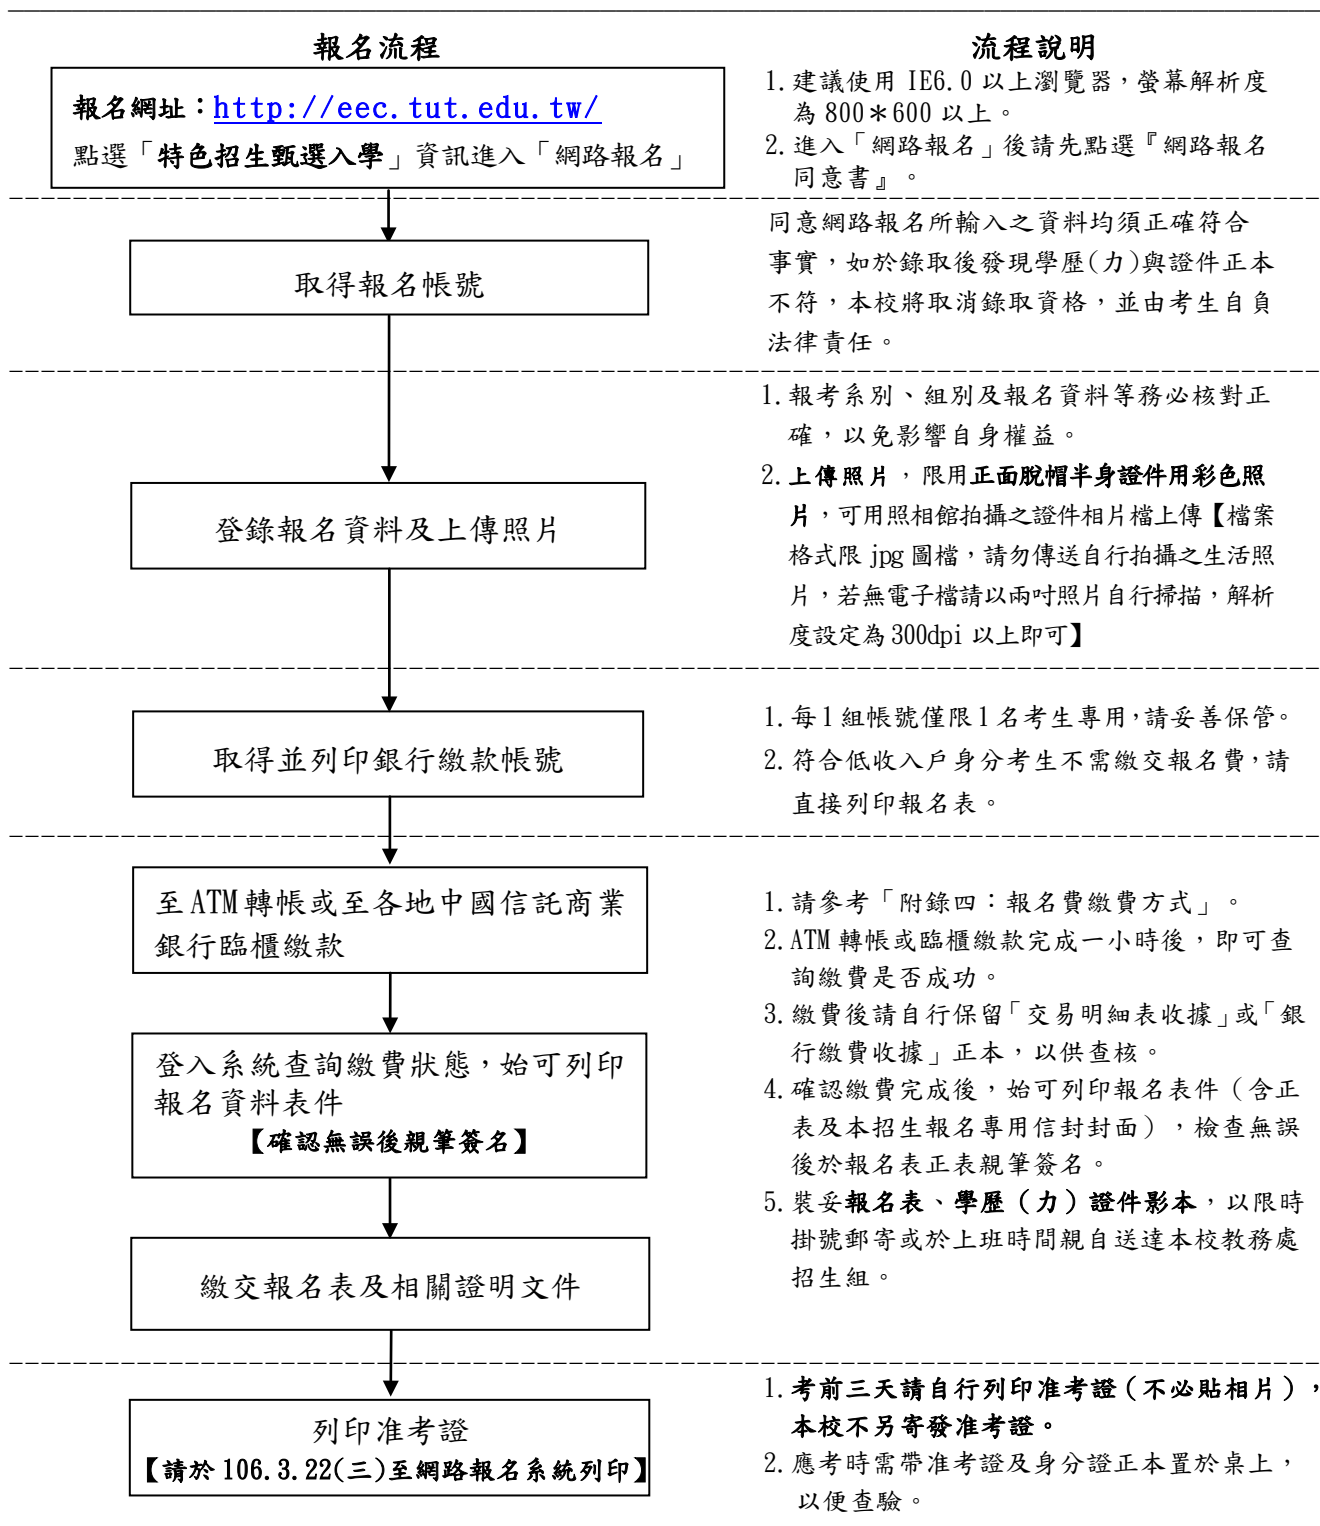 報名流程
流程說明
報名網址：http://eec.tut.edu.tw/
點選「特色招生甄選入學」資訊進入「網路報名」
1.建議使用 IE6.0 以上瀏覽器，螢幕解析度
為 800＊600 以上。
2.進入「網路報名」後請先點選『網路報名
同意書』。
取得報名帳號
同意網路報名所輸入之資料均須正確符合
事實，如於錄取後發現學歷(力)與證件正本
不符，本校將取消錄取資格，並由考生自負
法律責任。
登錄報名資料及上傳照片
1.報考系別、組別及報名資料等務必核對正
確，以免影響自身權益。
2.上傳照片，限用正面脫帽半身證件用彩色照
片，可用照相館拍攝之證件相片檔上傳【檔案
格式限 jpg 圖檔，請勿傳送自行拍攝之生活照
片，若無電子檔請以兩吋照片自行掃描，解析
度設定為 300dpi 以上即可】
取得並列印銀行繳款帳號
1.每1組帳號僅限1名考生專用，請妥善保管。
2.符合低收入戶身分考生不需繳交報名費，請
直接列印報名表。
至 ATM 轉帳或至各地中國信託商業
銀行臨櫃繳款
登入系統查詢繳費狀態，始可列印
報名資料表件
【確認無誤後親筆簽名】
繳交報名表及相關證明文件
1.請參考「附錄四：報名費繳費方式」。
2.ATM 轉帳或臨櫃繳款完成一小時後，即可查
詢繳費是否成功。
3.繳費後請自行保留「交易明細表收據」或「銀
行繳費收據」正本，以供查核。
4.確認繳費完成後，始可列印報名表件（含正
表及本招生報名專用信封封面），檢查無誤
後於報名表正表親筆簽名。
5.裝妥報名表、學歷（力）證件影本，以限時
掛號郵寄或於上班時間親自送達本校教務處
招生組。
列印准考證
【請於 106.3.22(三)至網路報名系統列印】
1.考前三天請自行列印准考證（不必貼相片），
本校不另寄發准考證。
2.應考時需帶准考證及身分證正本置於桌上，
以便查驗。